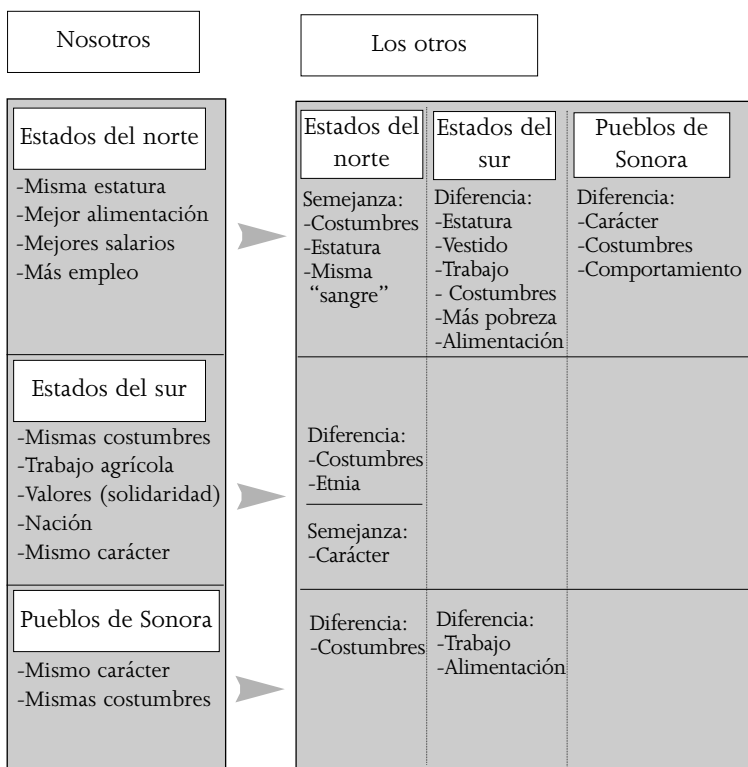 Nosotros
Los otros
Estados del norte
-Misma estatura
-Mejor alimentación
-Mejores salarios
-Más empleo
Estados del
norte
Semejanza:
-Costumbres
-Estatura
-Misma
“sangre”
Estados del
sur
Diferencia:
-Estatura
-Vestido
-Trabajo
- Costumbres
-Más pobreza
-Alimentación
Pueblos de
Sonora
Diferencia:
-Carácter
-Costumbres
-Comportamiento
Estados del sur
-Mismas costumbres
-Trabajo agrícola
-Valores (solidaridad)
-Nación
-Mismo carácter
Diferencia:
-Costumbres
-Etnia
Semejanza:
-Carácter
Pueblos de Sonora
-Mismo carácter
-Mismas costumbres
Diferencia:
-Costumbres
Diferencia:
-Trabajo
-Alimentación